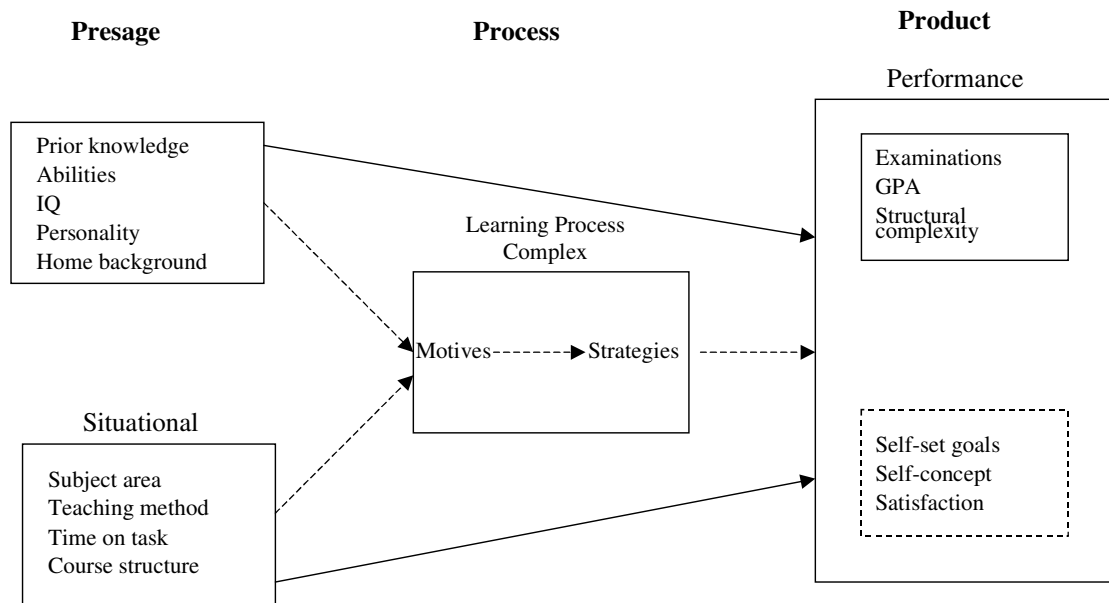 Presage
Process
Product
Performance
Prior knowledge
Abilities
IQ
Personality
Home background
Examinations
GPA
Structural
complexity
Learning Process
Complex
Motives
Strategies
Situational
Subject area
Teaching method
Time on task
Course structure
Self-set goals
Self-concept
Satisfaction